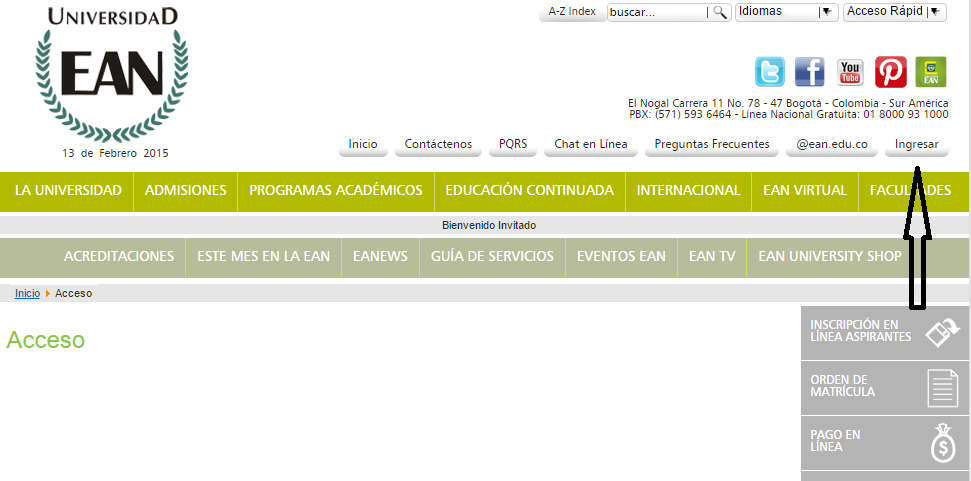 UNIVERSIDAD
EAN
13 de Febrero 2015
A-Z Index
buscar...
Idiomas
Acceso Rápid
You
Tube
EAN
El Nogal Carrera 11 No. 78 - 47 Bogotá - Colombia - Sur América
PBX: (571) 593 6464 - Línea Nacional Gratuita: 01 8000 93 1000
Inicio
Contáctenos
PQRS
Chat en Línea
Preguntas Frecuentes
@ean.edu.co
Ingresar
LA UNIVERSIDAD
ADMISIONES
PROGRAMAS ACADÉMICOS
EDUCACIÓN CONTINUADA
INTERNACIONAL
EAN VIRTUAL
FACULTADES
Bienvenido Invitado
ACREDITACIONES
ESTE MES EN LA EAN
EANEWS
GUÍA DE SERVICIOS
EVENTOS EAN
EAN TV
EAN UNIVERSITY SHOP
Inicio
Acceso
Acceso
INSCRIPCIÓN EN
LÍNEA ASPIRANTES
ORDEN DE
MATRÍCULA
PAGO EN
LÍNEA